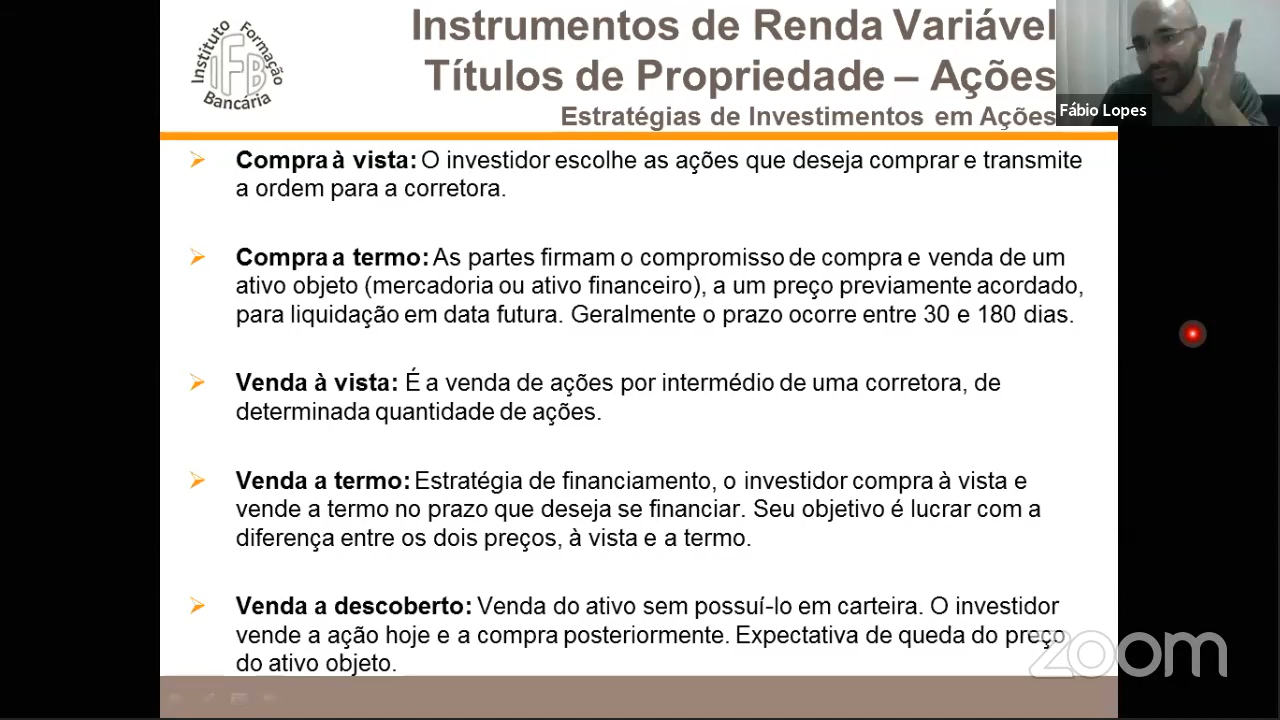 Instituto Formação
IFB
Bancária
Instrumentos de Renda Variável
Títulos de Propriedade – Ações
Estratégias de Investimentos em Ações
Fábio Lopes
Compra à vista: O investidor escolhe as ações que deseja comprar e transmite
a ordem para a corretora.
Compra a termo: As partes firmam o compromisso de compra e venda de um
ativo objeto (mercadoria ou ativo financeiro), a um preço previamente acordado,
para liquidação em data futura. Geralmente o prazo ocorre entre 30 e 180 dias.
Venda à vista: É a venda de ações por intermédio de uma corretora, de
determinada quantidade de ações.
Venda a termo: Estratégia de financiamento, o investidor compra à vista e
vende a termo no prazo que deseja se financiar. Seu objetivo é lucrar com a
diferença entre os dois preços, à vista e a termo.
Venda a descoberto: Venda do ativo sem possuí-lo em carteira. O investidor
vende a ação hoje e a compra posteriormente. Expectativa de queda do preço
do ativo objeto.
zoom